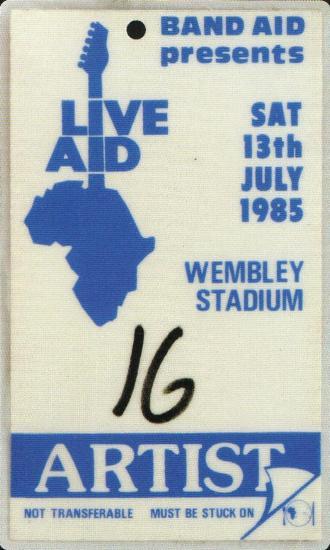 BAND AID
presents
LIVE
AID
SAT
13th
JULY
1985
WEMBLEY
STADIUM
16
ARTIST
NOT TRANSFERABLE MUST BE STUCK ON